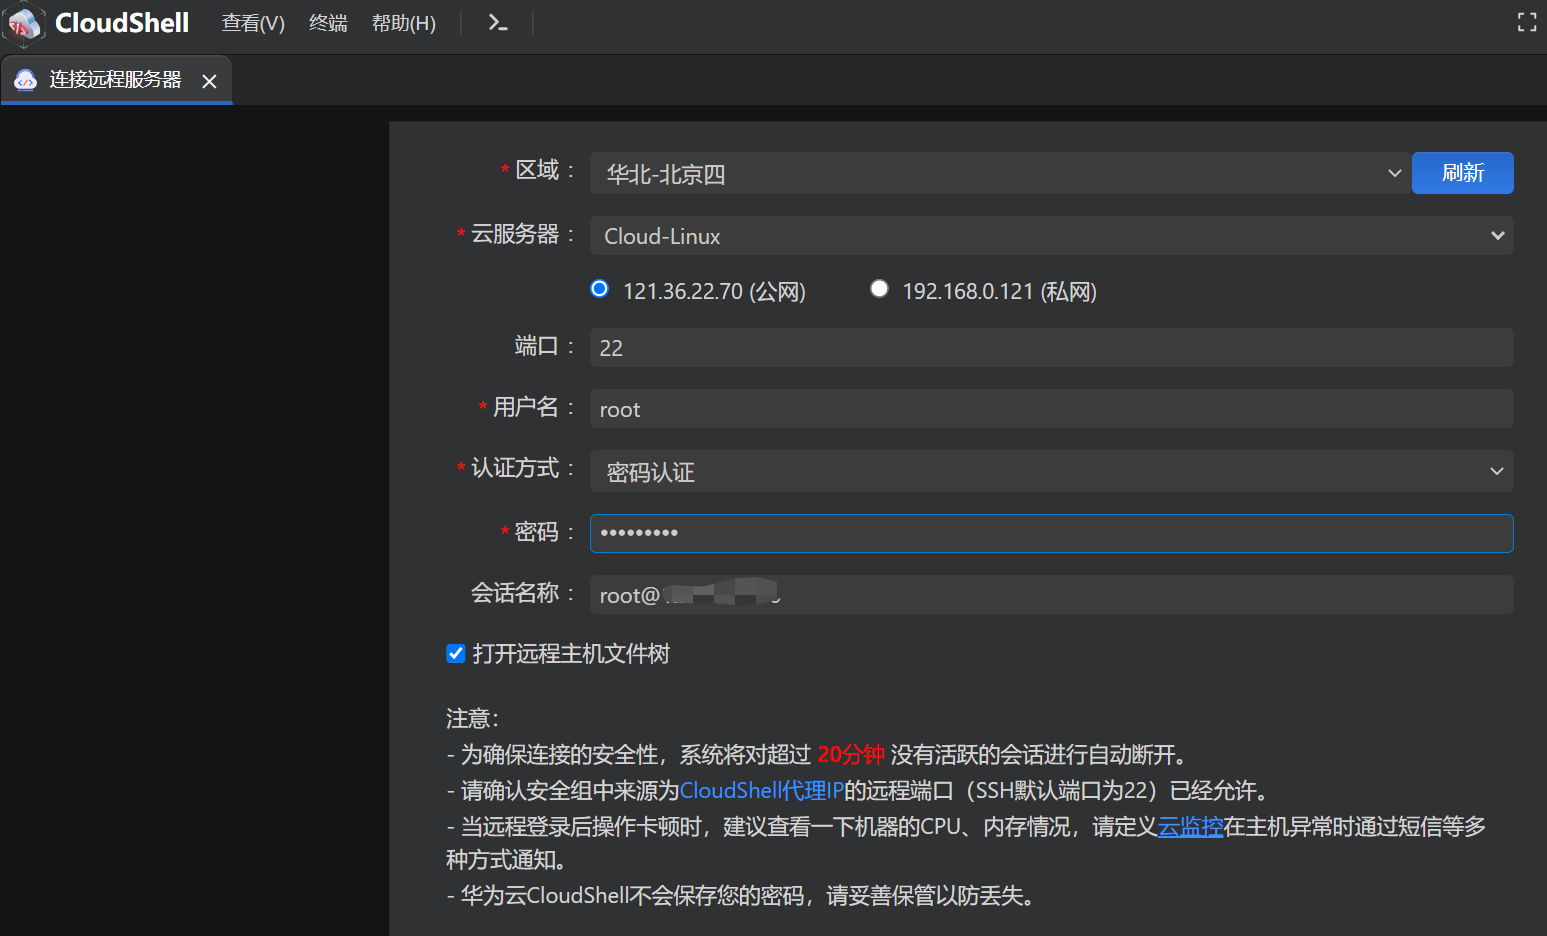 CloudShell 查看(V) 终端 帮助(H)
连接远程服务器
* 区域： 华北-北京四 刷新
* 云服务器： Cloud-Linux
121.36.22.70 (公网) 192.168.0.121 (私网)
端口： 22
* 用户名： root
* 认证方式： 密码认证
* 密码： •••••••••
会话名称： root@
打开远程主机文件树
注意：
- 为确保连接的安全性，系统将对超过 20分钟 没有活跃的会话进行自动断开。
- 请确认安全组中来源为CloudShell代理IP的远程端口（SSH默认端口为22）已经允许。
- 当远程登录后操作卡顿时，建议查看一下机器的CPU、内存情况，请定义云监控在主机异常时通过短信等多
种方式通知。
- 华为云CloudShell不会保存您的密码，请妥善保管以防丢失。